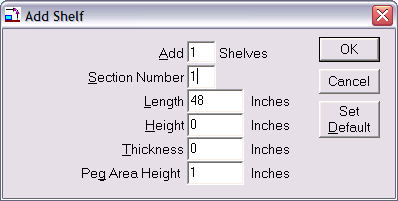 Add Shelf
Add 1 Shelves
OK
Section Number 1
Cancel
Length 48 Inches
Height 0 Inches
Set
Default
Thickness 0 Inches
Peg Area Height 1 Inches